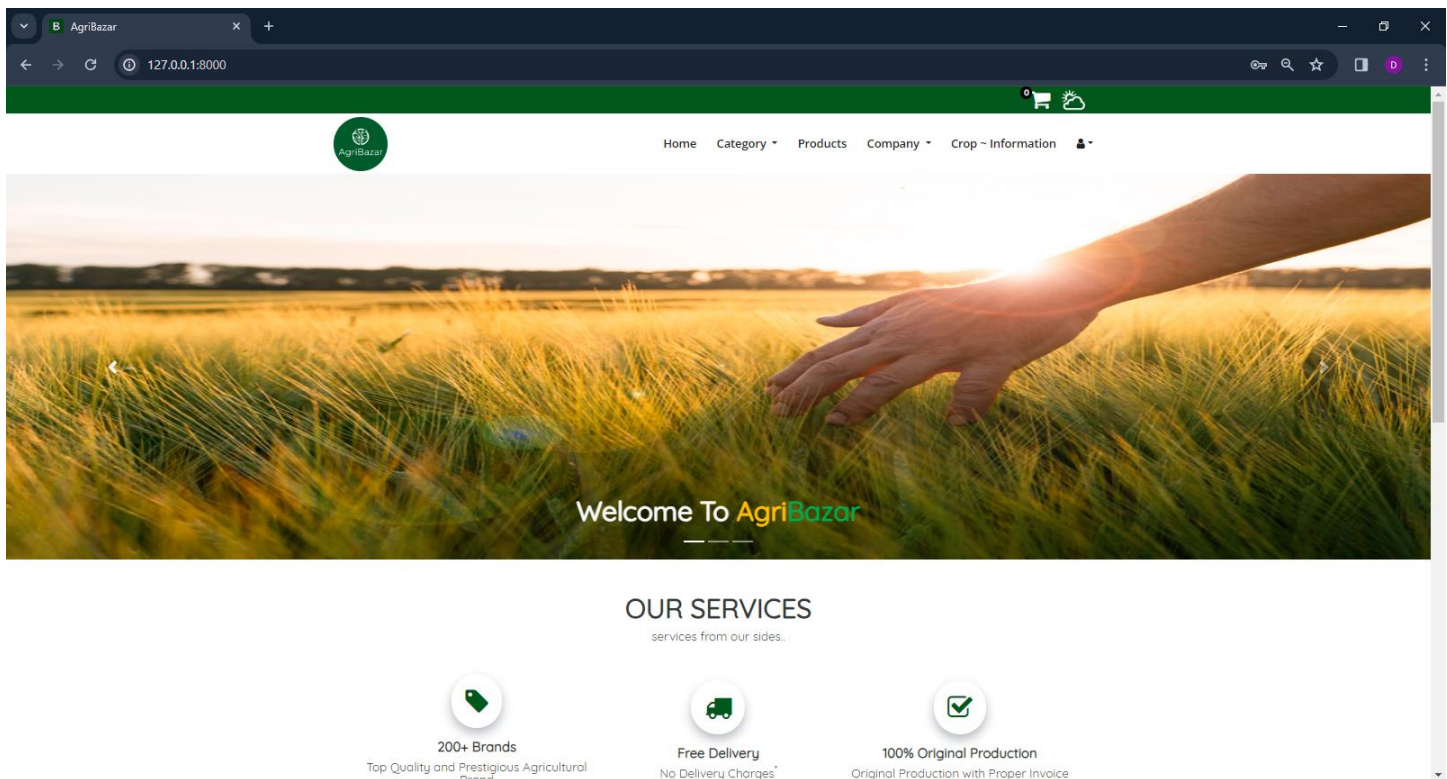 B AgriBazar
127.0.0.1:8000
D
0
AgriBazar
Home Category Products Company Crop ~ Information
Welcome To AgriBazar
OUR SERVICES
services from our sides..
200+ Brands
Top Quality and Prestigious Agricultural
Brand
Free Delivery
No Delivery Charges*
100% Original Production
Original Production with Proper Invoice